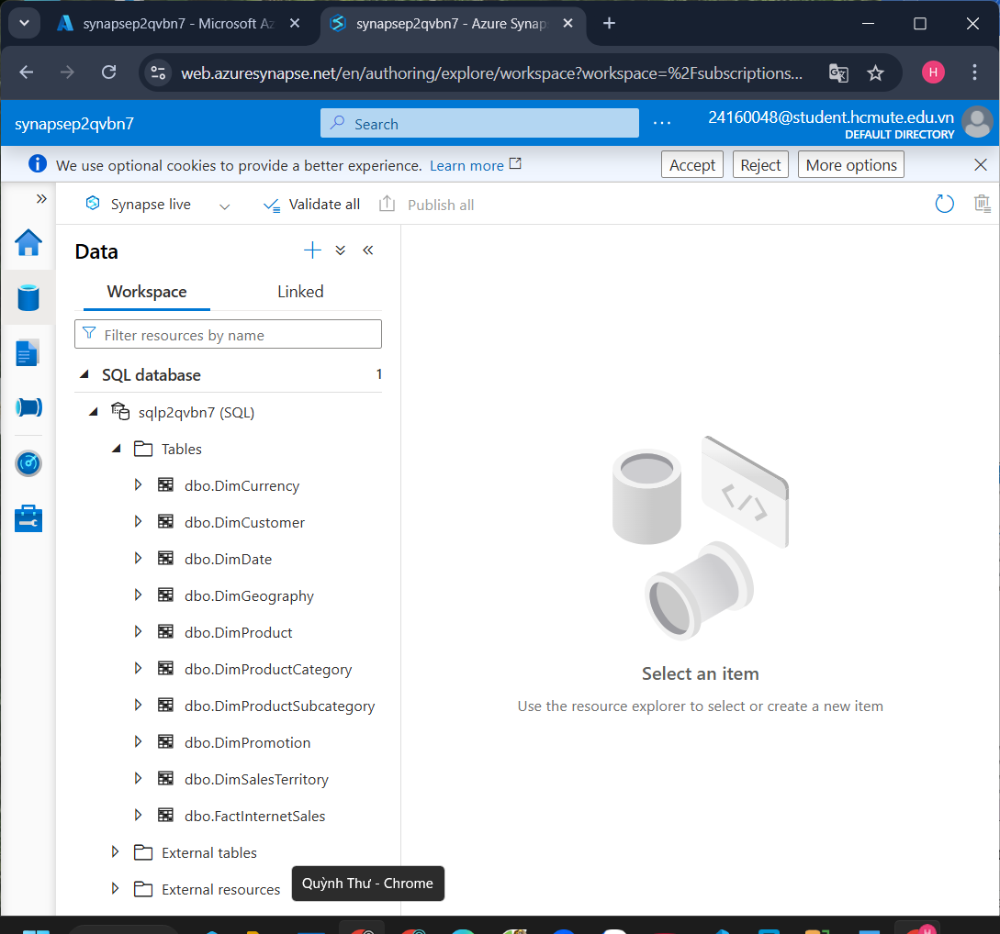 synapsep2qvbn7 - Microsoft Az
synapsep2qvbn7 - Azure Synap
web.azuresynapse.net/en/authoring/explore/workspace?workspace=%2Fsubscriptions...
H
synapsep2qvbn7
Search
24160048@student.hcmute.edu.vn
DEFAULT DIRECTORY
We use optional cookies to provide a better experience. Learn more
Accept
Reject
More options
Synapse live
Validate all
Publish all
Data
Workspace
Linked
Filter resources by name
SQL database 1
sqlp2qvbn7 (SQL)
Tables
dbo.DimCurrency
dbo.DimCustomer
dbo.DimDate
dbo.DimGeography
dbo.DimProduct
dbo.DimProductCategory
dbo.DimProductSubcategory
dbo.DimPromotion
dbo.DimSalesTerritory
dbo.FactInternetSales
External tables
External resources
Select an item
Use the resource explorer to select or create a new item
Quỳnh Thư - Chrome
H